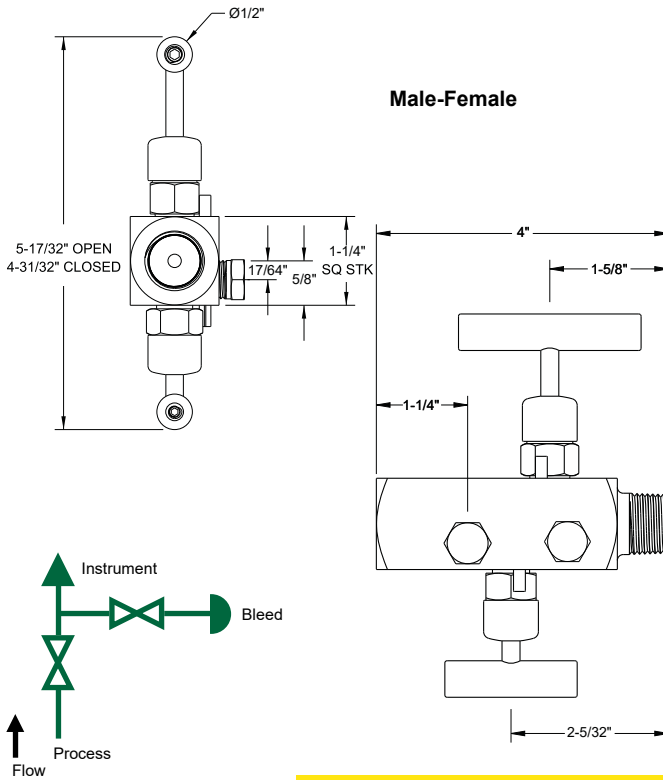 Ø1/2"
Male-Female
5-17/32" OPEN
4-31/32" CLOSED
17/64"
5/8"
1-1/4"
SQ STK
4"
1-5/8"
1-1/4"
2-5/32"
Instrument
Bleed
Process
Flow